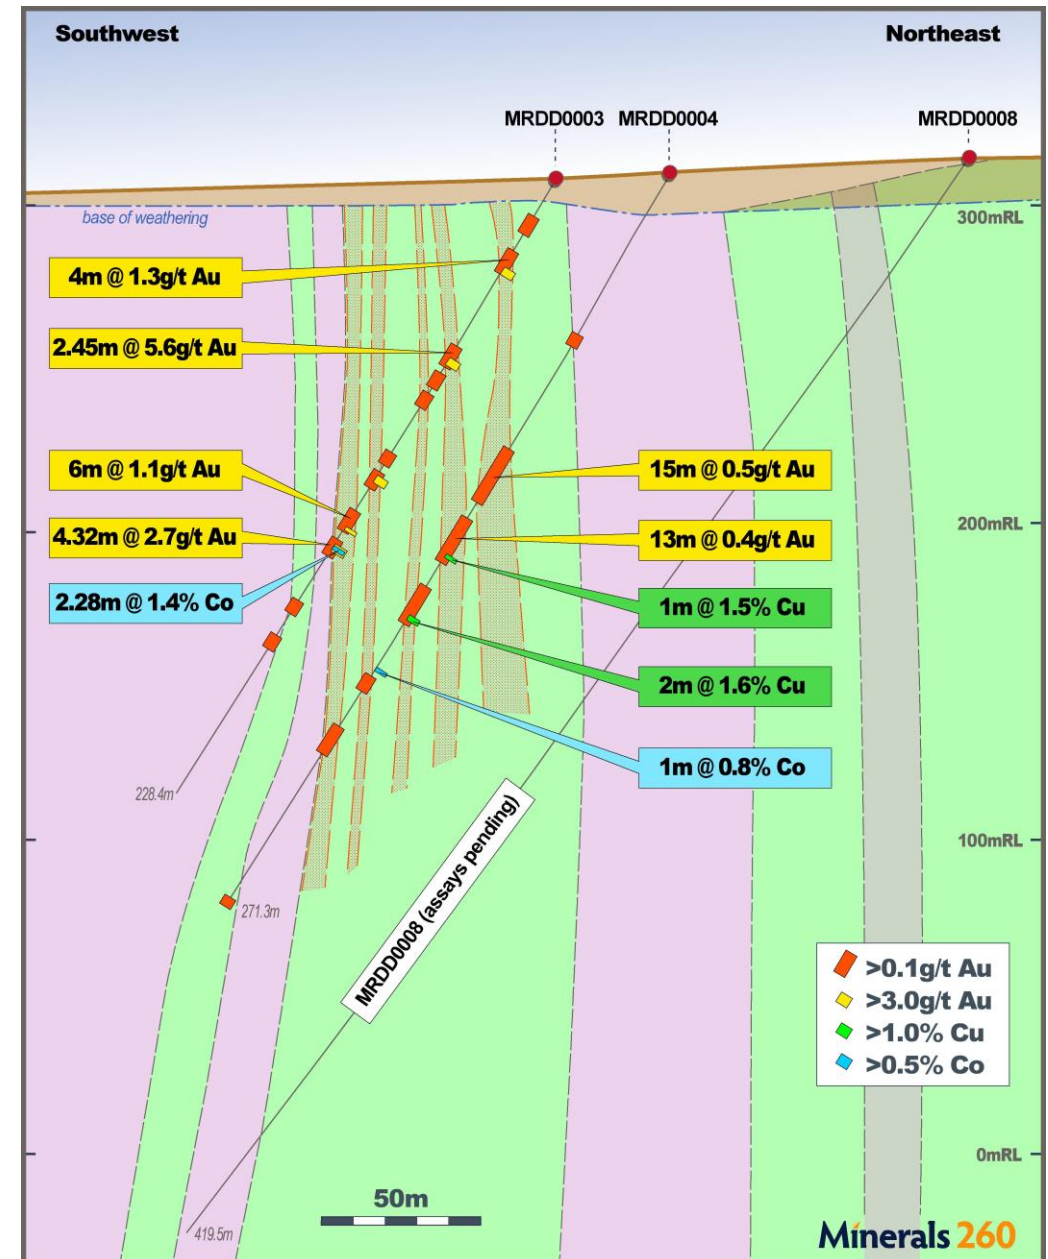 Southwest
Northeast
MRDD0003
MRDD0004
MRDD0008
base of weathering
300mRL
4m @ 1.3g/t Au
2.45m @ 5.6g/t Au
6m @ 1.1g/t Au
15m @ 0.5g/t Au
4.32m @ 2.7g/t Au
13m @ 0.4g/t Au
200mRL
2.28m @ 1.4% Co
1m @ 1.5% Cu
2m @ 1.6% Cu
1m @ 0.8% Co
228.4m
100mRL
MRDD0008 (assays pending)
271.3m
>0.1g/t Au
>3.0g/t Au
>1.0% Cu
>0.5% Co
0mRL
50m
419.5m
Minerals 260